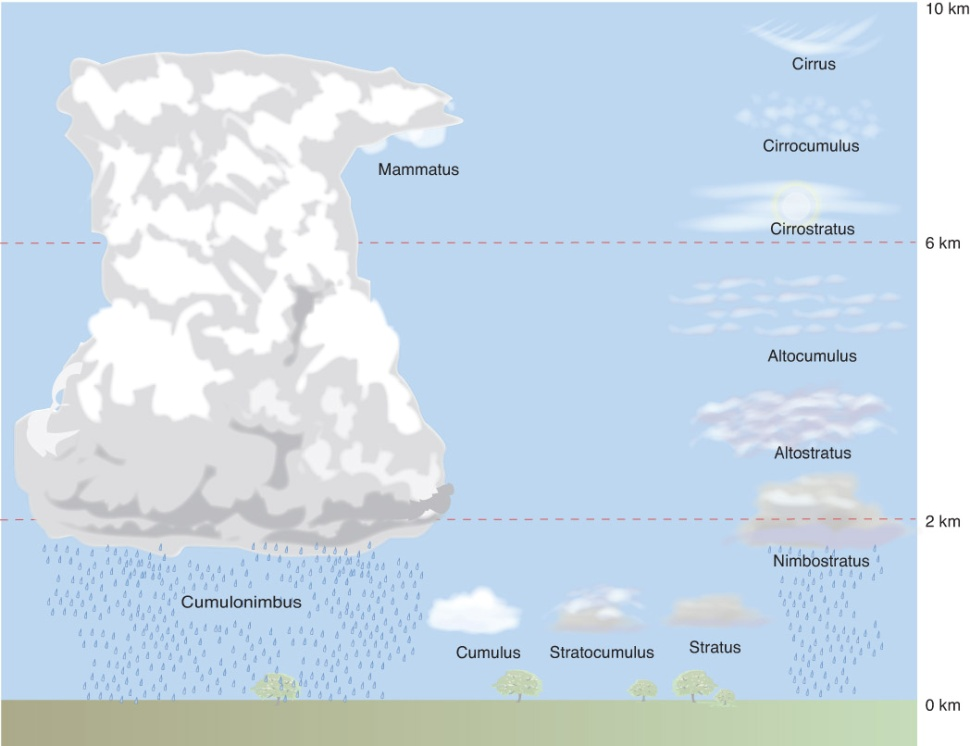 10 km
Cirrus
Cirrocumulus
Mammatus
Cirrostratus
6 km
Altocumulus
Altostratus
2 km
Nimbostratus
Cumulonimbus
Cumulus
Stratocumulus
Stratus
0 km